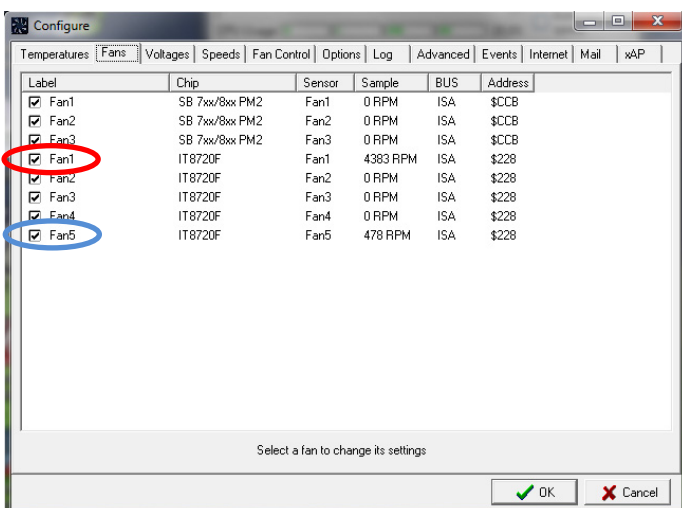 Configure
Temperatures Fans Voltages Speeds Fan Control Options Log Advanced Events Internet Mail xAP
Label Chip Sensor Sample BUS Address
Fan1 SB 7xx/8xx PM2 Fan1 0 RPM ISA $CCB
Fan2 SB 7xx/8xx PM2 Fan2 0 RPM ISA $CCB
Fan3 SB 7xx/8xx PM2 Fan3 0 RPM ISA $CCB
Fan1 IT8720F Fan1 4383 RPM ISA $228
Fan2 IT8720F Fan2 0 RPM ISA $228
Fan3 IT8720F Fan3 0 RPM ISA $228
Fan4 IT8720F Fan4 0 RPM ISA $228
Fan5 IT8720F Fan5 478 RPM ISA $228
Select a fan to change its settings
OK Cancel